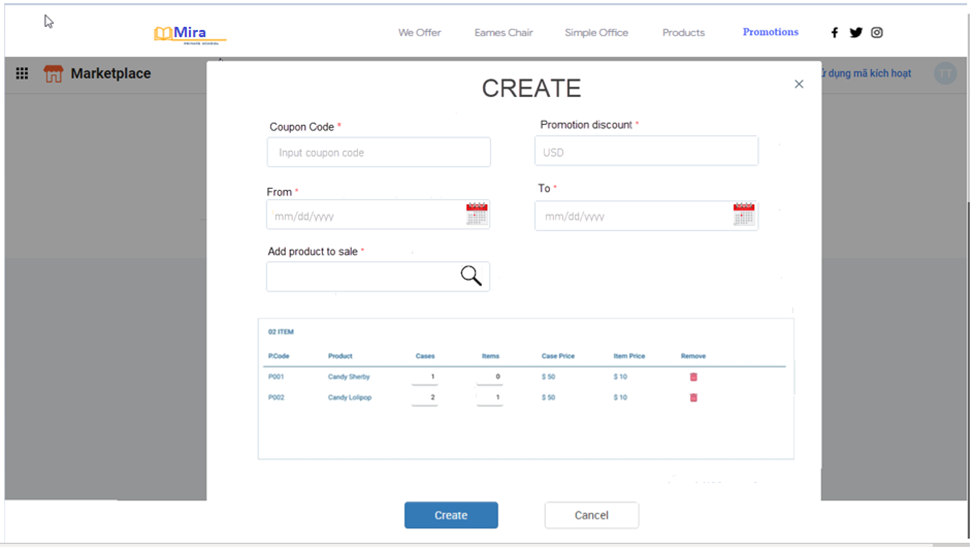 Mira
PRIVATE SCHOOL
We Offer Eames Chair Simple Office Products Promotions
Marketplace
sử dụng mã kích hoạt TT
CREATE
Coupon Code *
Promotion discount *
Input coupon code
USD
From *
To *
mm/dd/yyyy
mm/dd/yyyy
Add product to sale *
02 ITEM
P.Code Product Cases Items Case Price Item Price Remove
P001 Candy Sherby 1 0 $ 50 $ 10
P002 Candy Lolipop 2 1 $ 50 $ 10
Create Cancel